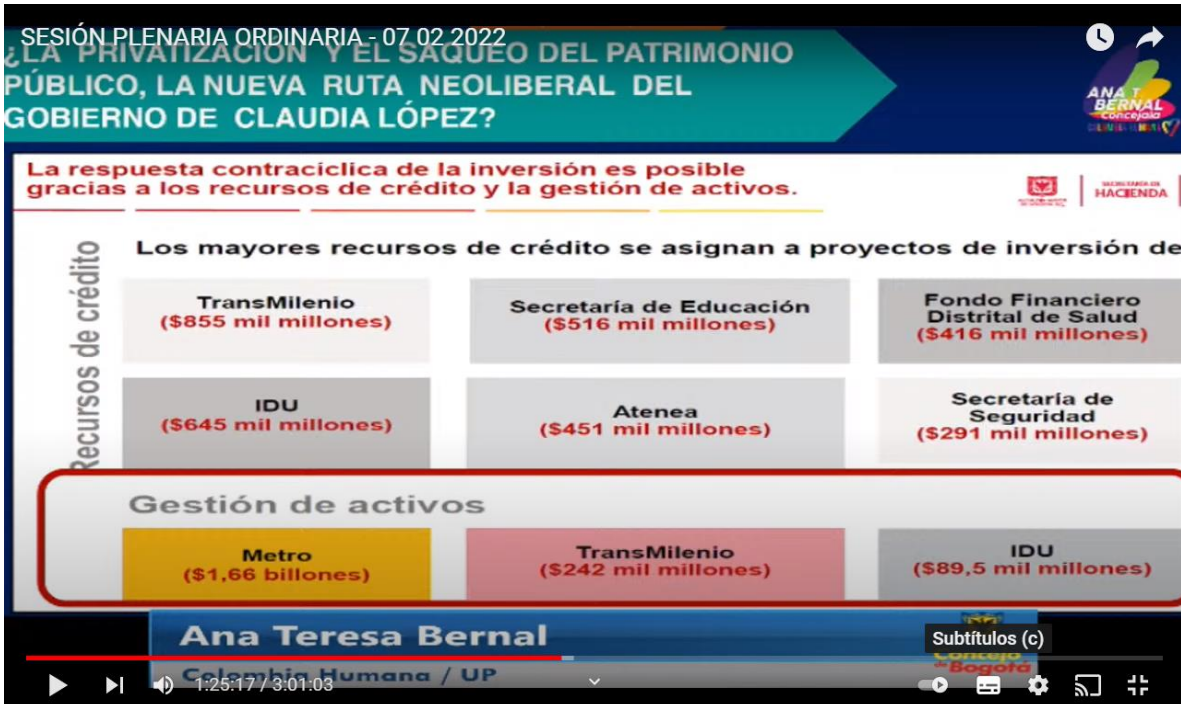 SESIÓN PLENARIA ORDINARIA - 07 02 2022
¿LA PRIVATIZACIÓN Y EL SAQUEO DEL PATRIMONIO
PÚBLICO, LA NUEVA RUTA NEOLIBERAL DEL
GOBIERNO DE CLAUDIA LÓPEZ?
ANA T
BERNAL
Concejala
COLOMBIA HUMANA
La respuesta contracíclica de la inversión es posible
gracias a los recursos de crédito y la gestión de activos.
SECRETARÍA DE
HACIENDA
Recursos de crédito
Los mayores recursos de crédito se asignan a proyectos de inversión de
TransMilenio
($855 mil millones)
Secretaría de Educación
($516 mil millones)
Fondo Financiero
Distrital de Salud
($416 mil millones)
IDU
($645 mil millones)
Atenea
($451 mil millones)
Secretaría de
Seguridad
($291 mil millones)
Gestión de activos
Metro
($1,66 billones)
TransMilenio
($242 mil millones)
IDU
($89,5 mil millones)
Ana Teresa Bernal
Colombia Humana / UP
Subtítulos (c)
Concejo
de Bogotá
1:25:17 / 3:01:03